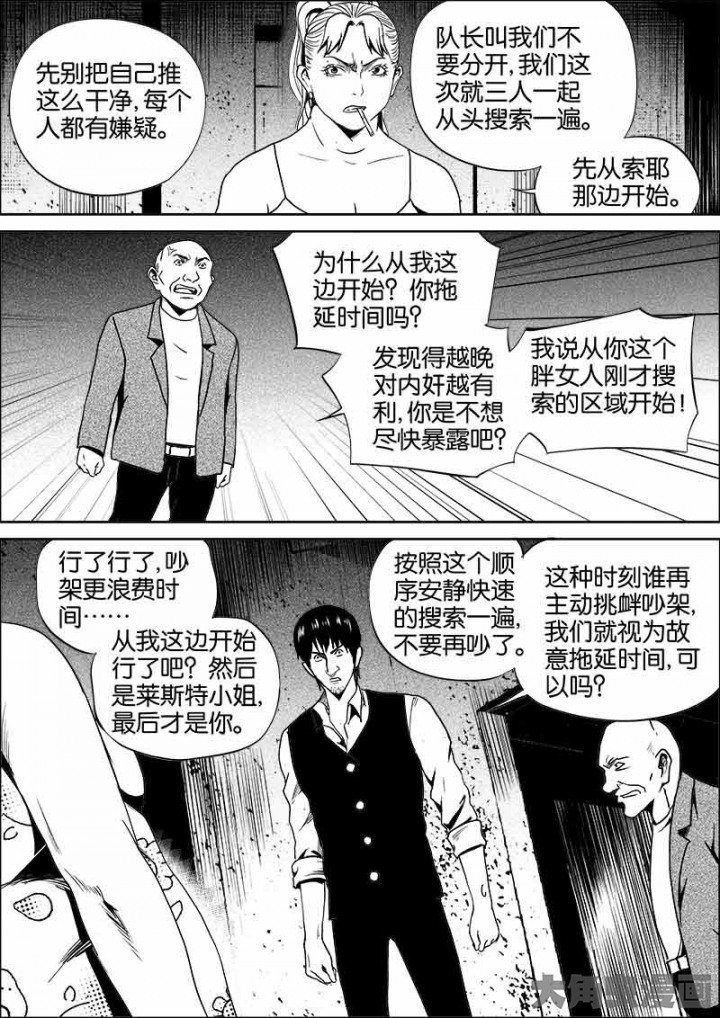 先别把自己推
这么干净，每个
人都有嫌疑。
队长叫我们不
要分开，我们这
次就三人一起
从头搜索一遍。
先从索耶
那边开始。
为什么从我这
边开始？你拖
延时间吗？
发现得越晚
对内奸越有
利，你是不想
尽快暴露吧？
我说从你这个
胖女人刚才搜
索的区域开始！
行了行了，吵
架更浪费时
间……
从我这边开始
行了吧？然后
是莱斯特小姐，
最后才是你。
按照这个顺
序安静快速
的搜索一遍，
不要再吵了。
这种时刻谁再
主动挑衅吵架，
我们就视为故
意拖延时间，可
以吗？